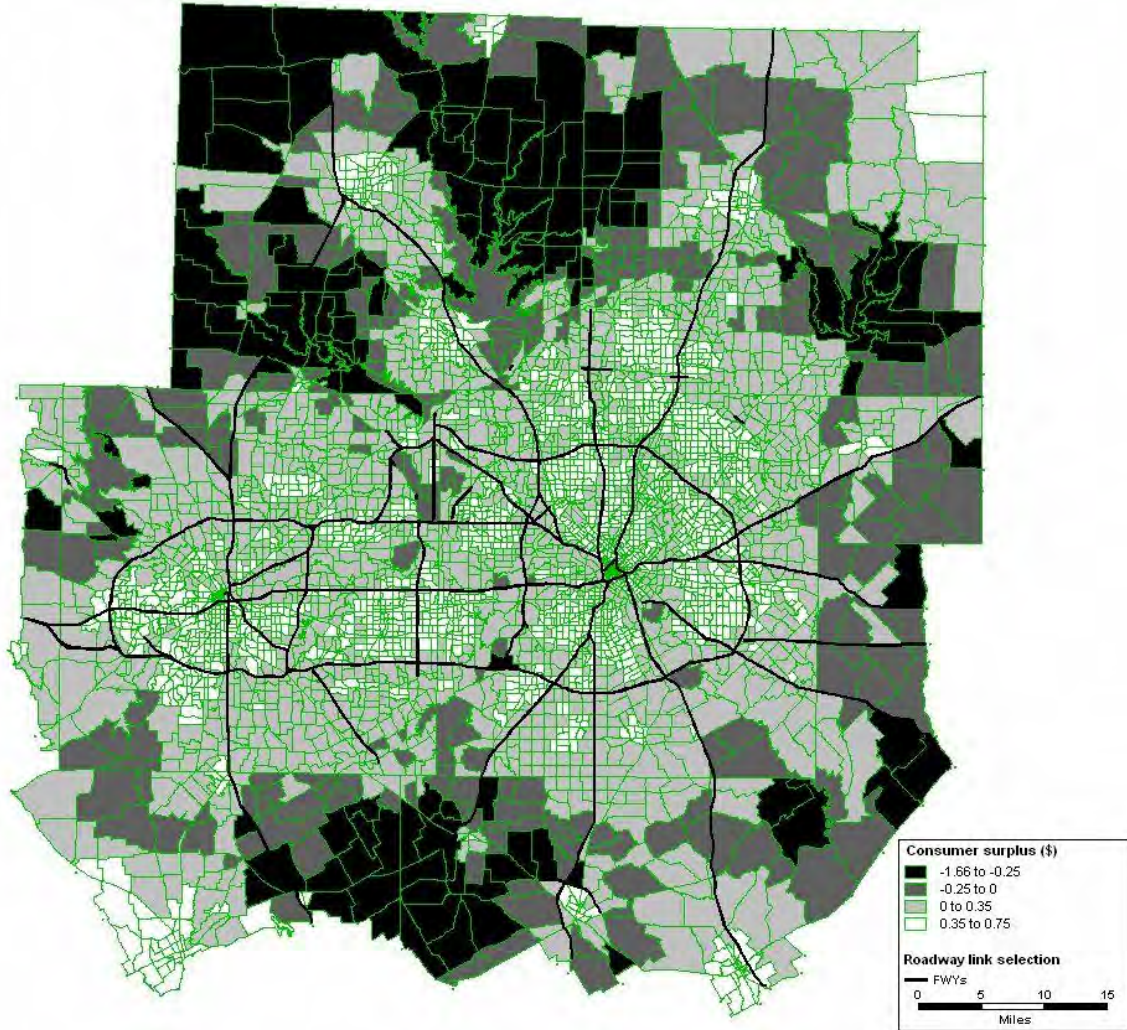 Consumer surplus ($)
-1.66 to -0.25
-0.25 to 0
0 to 0.35
0.35 to 0.75
Roadway link selection
FWYs
0 5 10 15
Miles